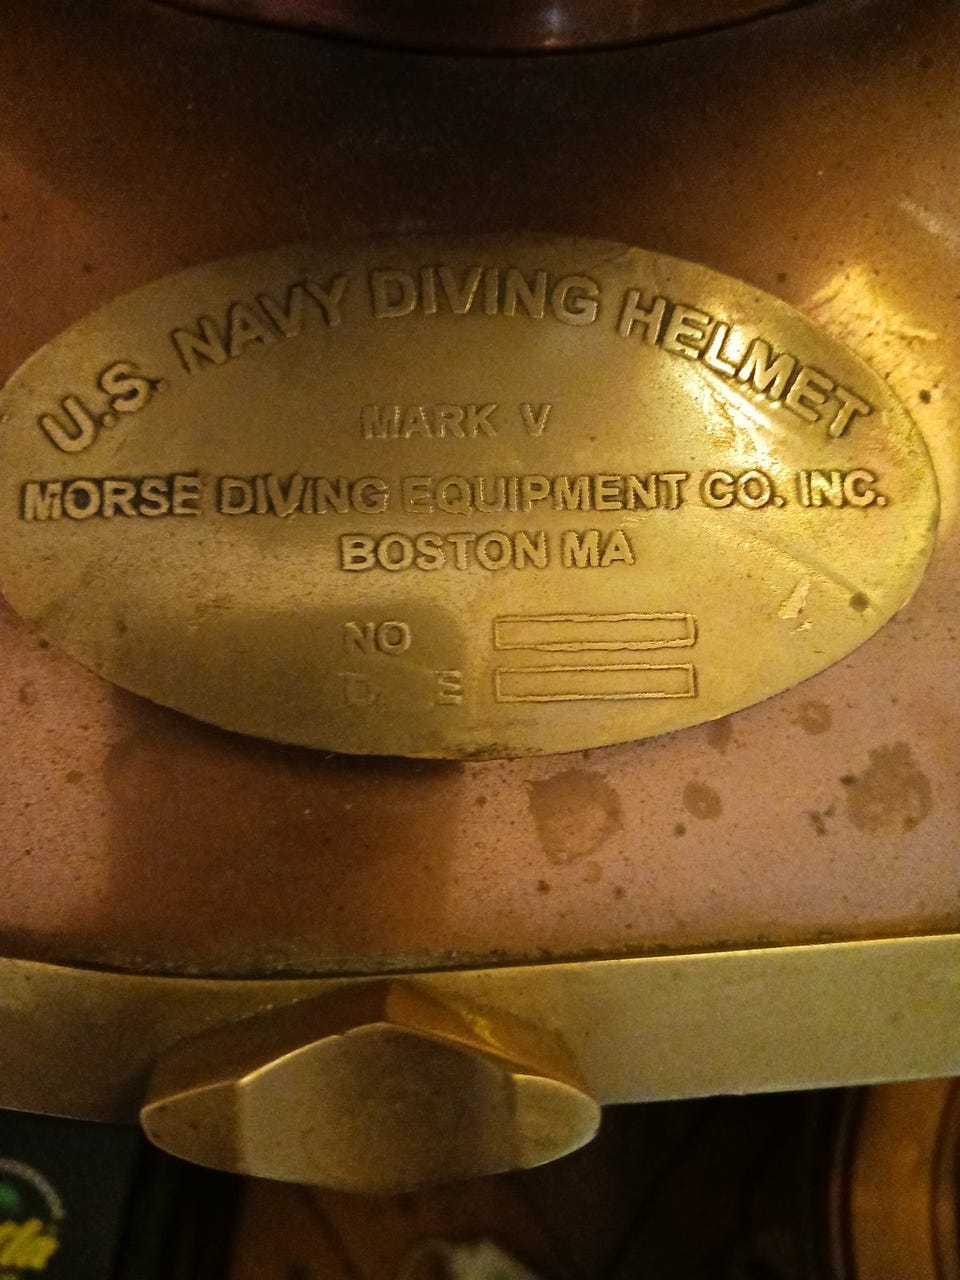 U.S. NAVY DIVING HELMET
MARK V
MORSE DIVING EQUIPMENT CO. INC.
BOSTON MA
NO